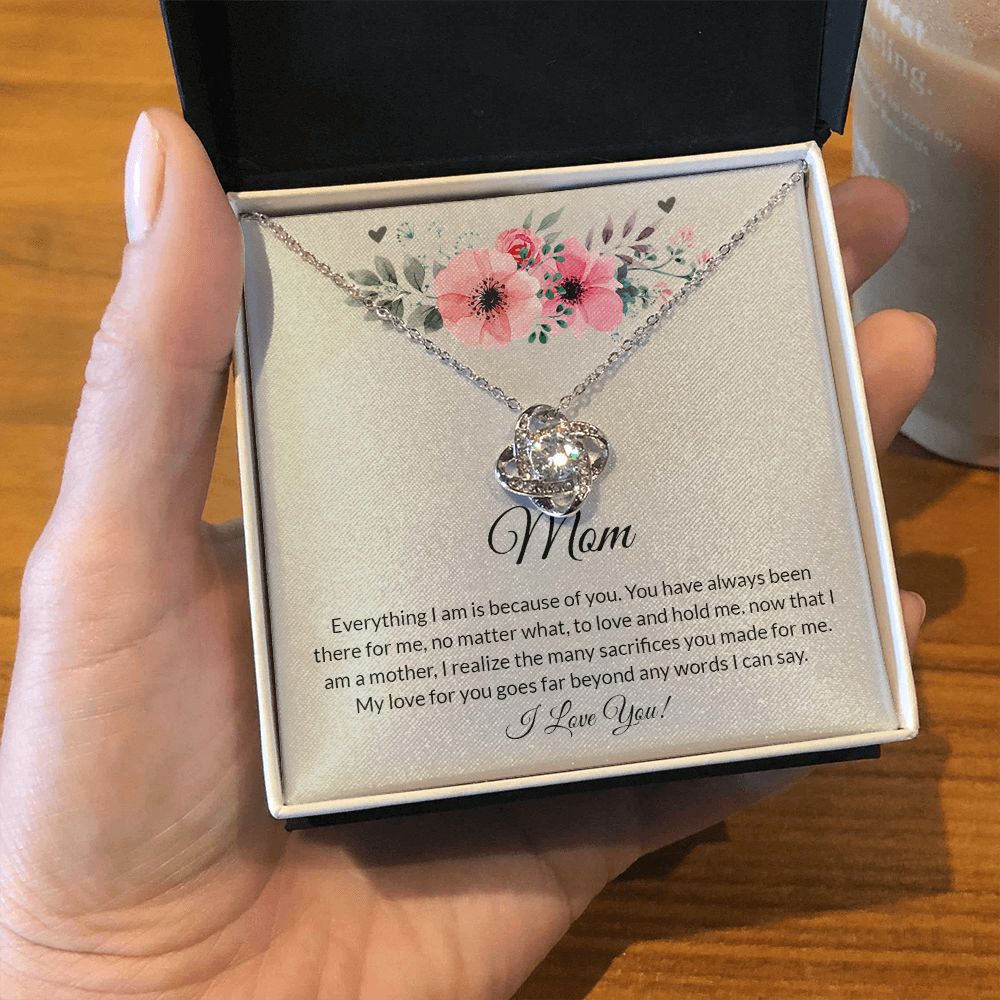 eling.
Mom
Everything I am is because of you. You have always been
there for me, no matter what, to love and hold me, now that I
am a mother, I realize the many sacrifices you made for me.
My love for you goes far beyond any words I can say.
I Love You!